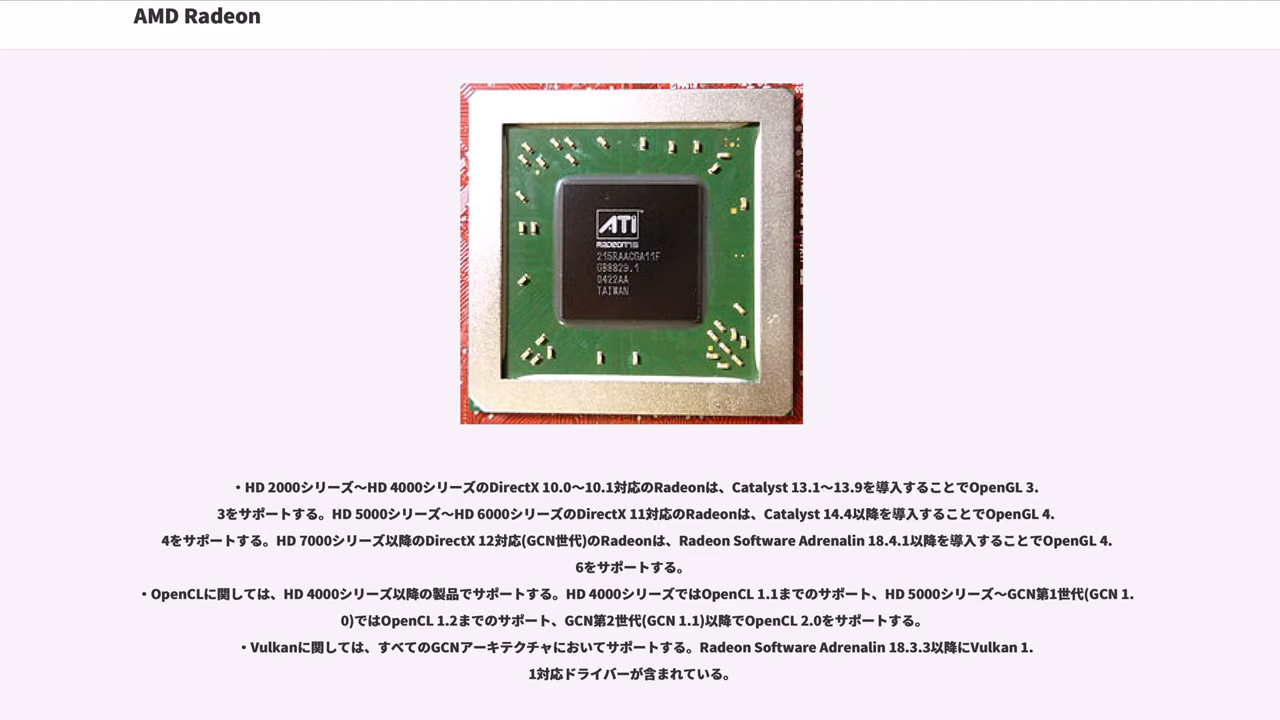 AMD Radeon
ATI
RADEON™
215RAACGA11F
GB8829.1
0422AA
TAIWAN
・HD 2000シリーズ～HD 4000シリーズのDirectX 10.0～10.1対応のRadeonは、Catalyst 13.1～13.9を導入することでOpenGL 3.
3をサポートする。HD 5000シリーズ～HD 6000シリーズのDirectX 11対応のRadeonは、Catalyst 14.4以降を導入することでOpenGL 4.
4をサポートする。HD 7000シリーズ以降のDirectX 12対応(GCN世代)のRadeonは、Radeon Software Adrenalin 18.4.1以降を導入することでOpenGL 4.
6をサポートする。
・OpenCLに関しては、HD 4000シリーズ以降の製品でサポートする。HD 4000シリーズではOpenCL 1.1までのサポート、HD 5000シリーズ～GCN第1世代(GCN 1.
0)ではOpenCL 1.2までのサポート、GCN第2世代(GCN 1.1)以降でOpenCL 2.0をサポートする。
・Vulkanに関しては、すべてのGCNアーキテクチャにおいてサポートする。Radeon Software Adrenalin 18.3.3以降にVulkan 1.
1対応ドライバーが含まれている。